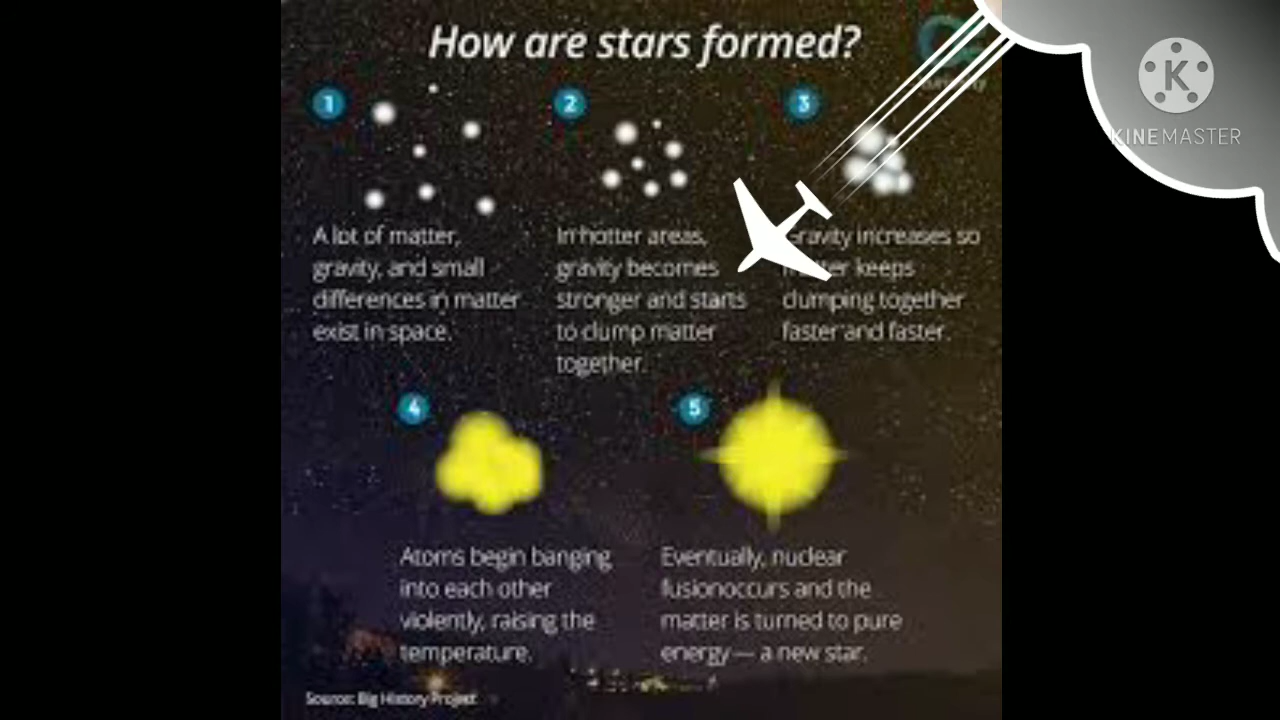 How are stars formed?
1
A lot of matter,
gravity, and small
differences in matter
exist in space.
2
In hotter areas,
gravity becomes
stronger and starts
to clump matter
together.
3
Gravity increases so
matter keeps
clumping together
faster and faster.
4
Atoms begin banging
into each other
violently, raising the
temperature.
5
Eventually, nuclear
fusionoccurs and the
matter is turned to pure
energy — a new star.
Source: Big History Project
K
KINEMASTER